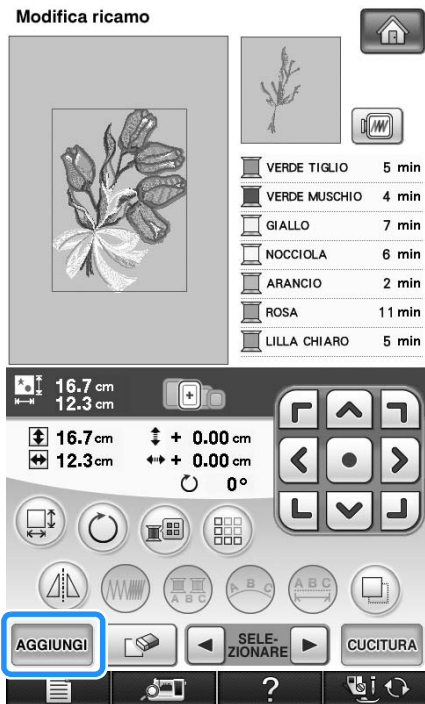 Modifica ricamo
VERDE TIGLIO 5 min
VERDE MUSCHIO 4 min
GIALLO 7 min
NOCCIOLA 6 min
ARANCIO 2 min
ROSA 11 min
LILLA CHIARO 5 min
16.7 cm
12.3 cm
16.7 cm + 0.00 cm
12.3 cm + 0.00 cm
0°
A B C
A B C
A B C
AGGIUNGI
SELE-
ZIONARE
CUCITURA
?